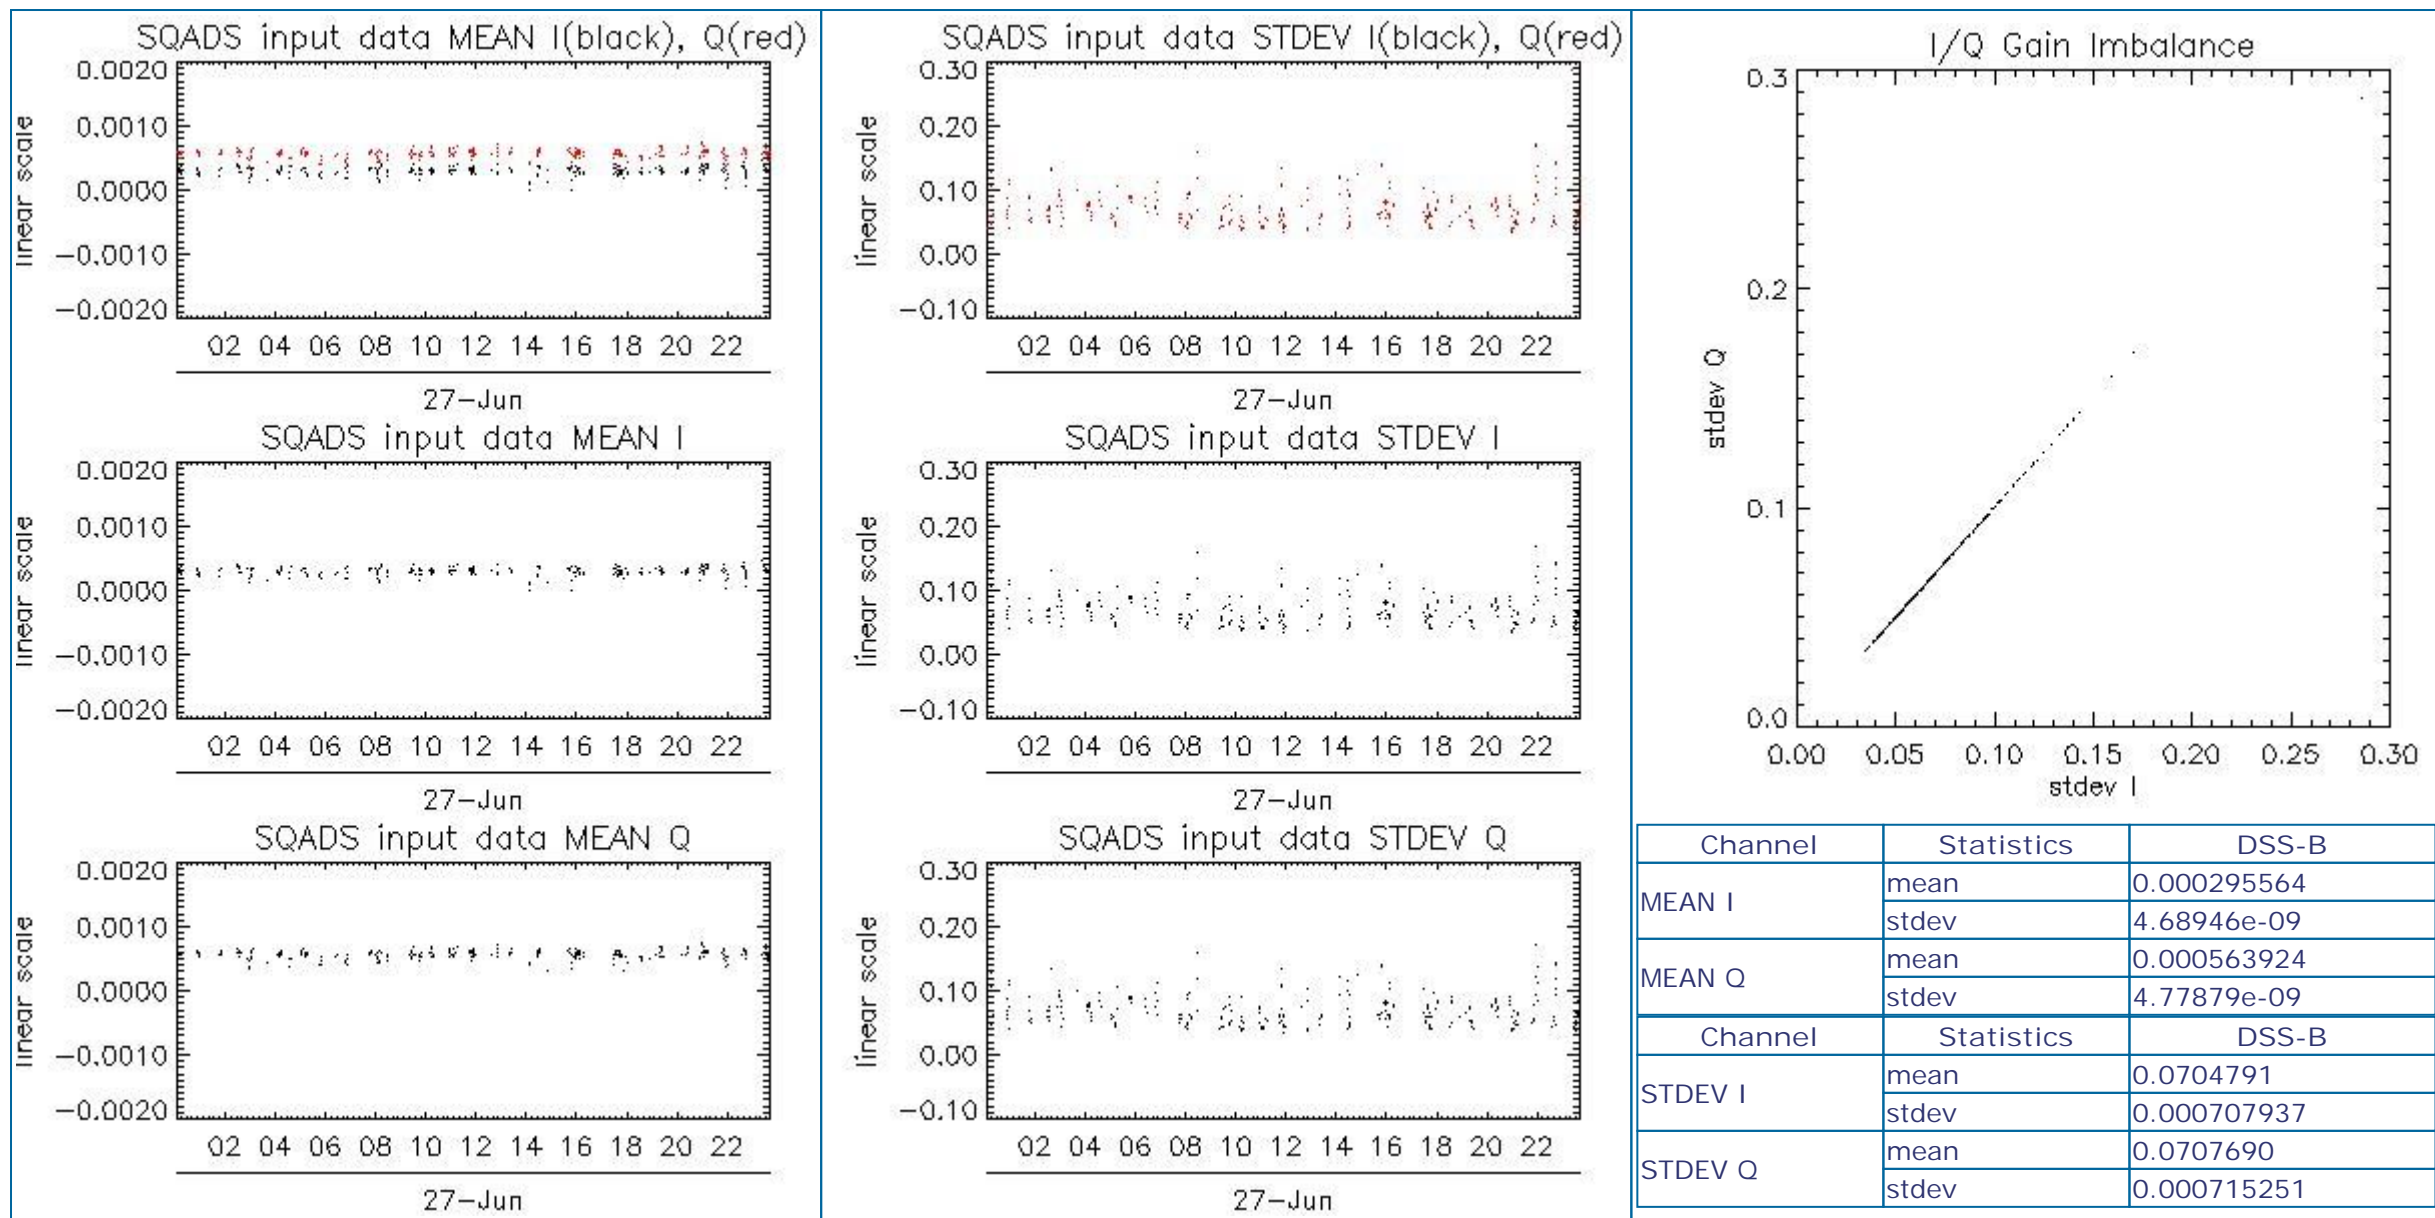 SQADS input data MEAN I(black), Q(red)
0.0020
0.0010
0.0000
−0.0010
−0.0020
linear scale
02 04 06 08 10 12 14 16 18 20 22
27−Jun
SQADS input data MEAN I
0.0020
0.0010
0.0000
−0.0010
−0.0020
linear scale
02 04 06 08 10 12 14 16 18 20 22
27−Jun
SQADS input data MEAN Q
0.0020
0.0010
0.0000
−0.0010
−0.0020
linear scale
02 04 06 08 10 12 14 16 18 20 22
27−Jun
SQADS input data STDEV I(black), Q(red)
0.30
0.20
0.10
0.00
−0.10
linear scale
02 04 06 08 10 12 14 16 18 20 22
27−Jun
SQADS input data STDEV I
0.30
0.20
0.10
0.00
−0.10
linear scale
02 04 06 08 10 12 14 16 18 20 22
27−Jun
SQADS input data STDEV Q
0.30
0.20
0.10
0.00
−0.10
linear scale
02 04 06 08 10 12 14 16 18 20 22
27−Jun
I/Q Gain Imbalance
0.3
0.2
0.1
0.0
stdev Q
0.00 0.05 0.10 0.15 0.20 0.25 0.30
stdev I
Channel Statistics DSS-B
MEAN I mean 0.000295564
stdev 4.68946e-09
MEAN Q mean 0.000563924
stdev 4.77879e-09
Channel Statistics DSS-B
STDEV I mean 0.0704791
stdev 0.000707937
STDEV Q mean 0.0707690
stdev 0.000715251